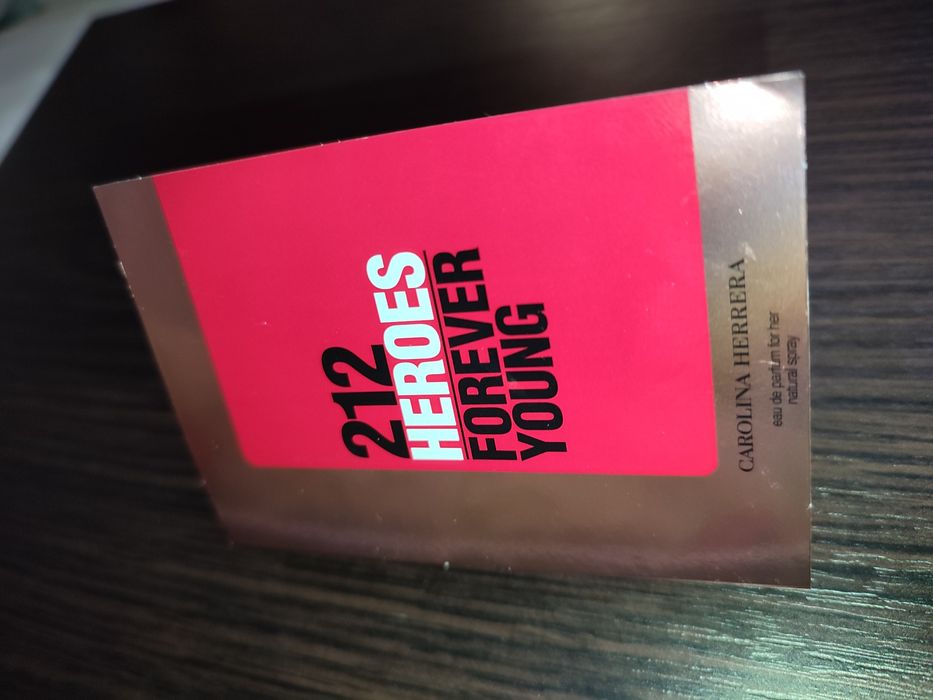 212
HEROES
FOREVER
YOUNG
CAROLINA HERRERA
eau de parfum for her
natural spray